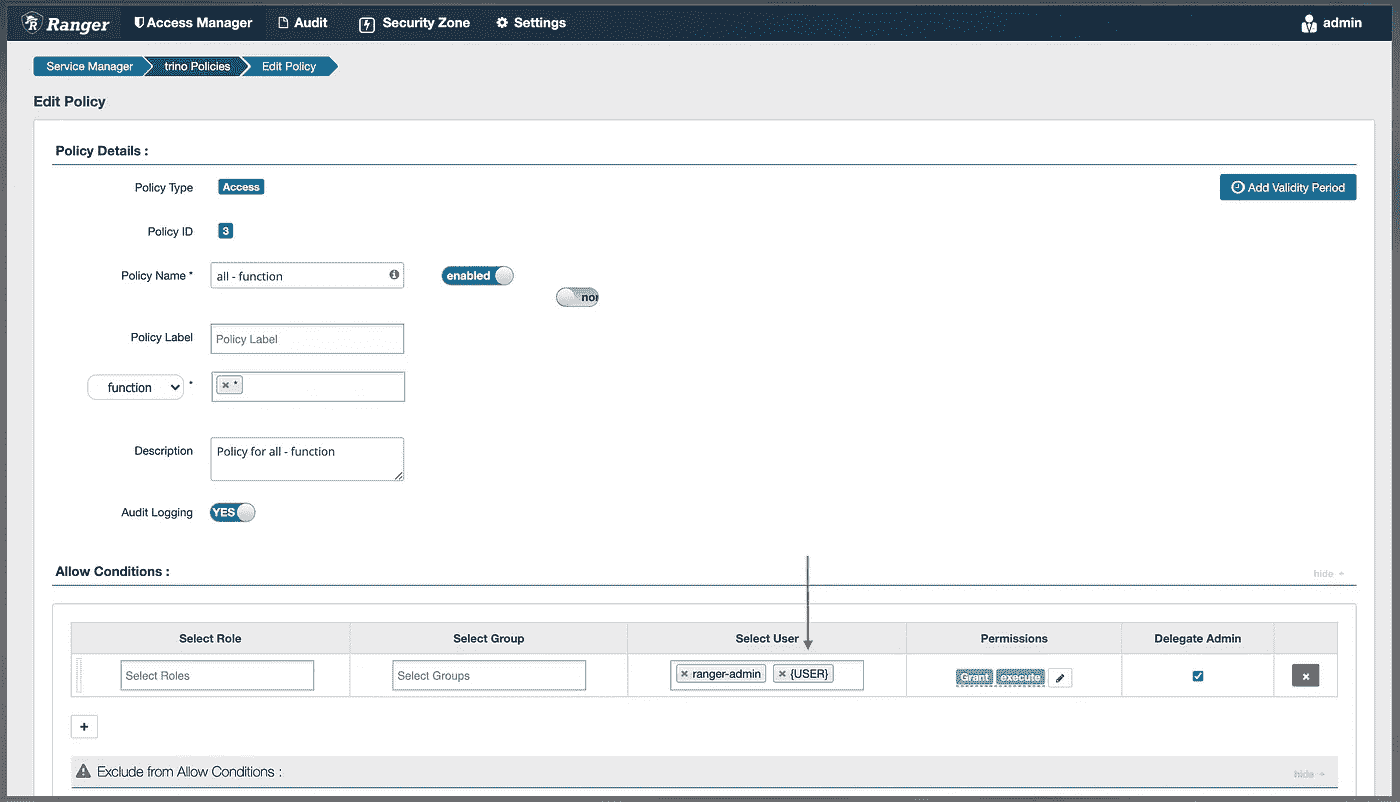 Ranger Access Manager Audit Security Zone Settings admin
Service Manager trino Policies Edit Policy
Edit Policy
Policy Details :
Policy Type Access Add Validity Period
Policy ID 3
Policy Name * all - function enabled
nor
Policy Label Policy Label
function * × *
Description Policy for all - function
Audit Logging YES
Allow Conditions :
hide
Select Role Select Group Select User Permissions Delegate Admin
Select Roles Select Groups × ranger-admin × {USER} Grant execute ×
+
Exclude from Allow Conditions :
hide